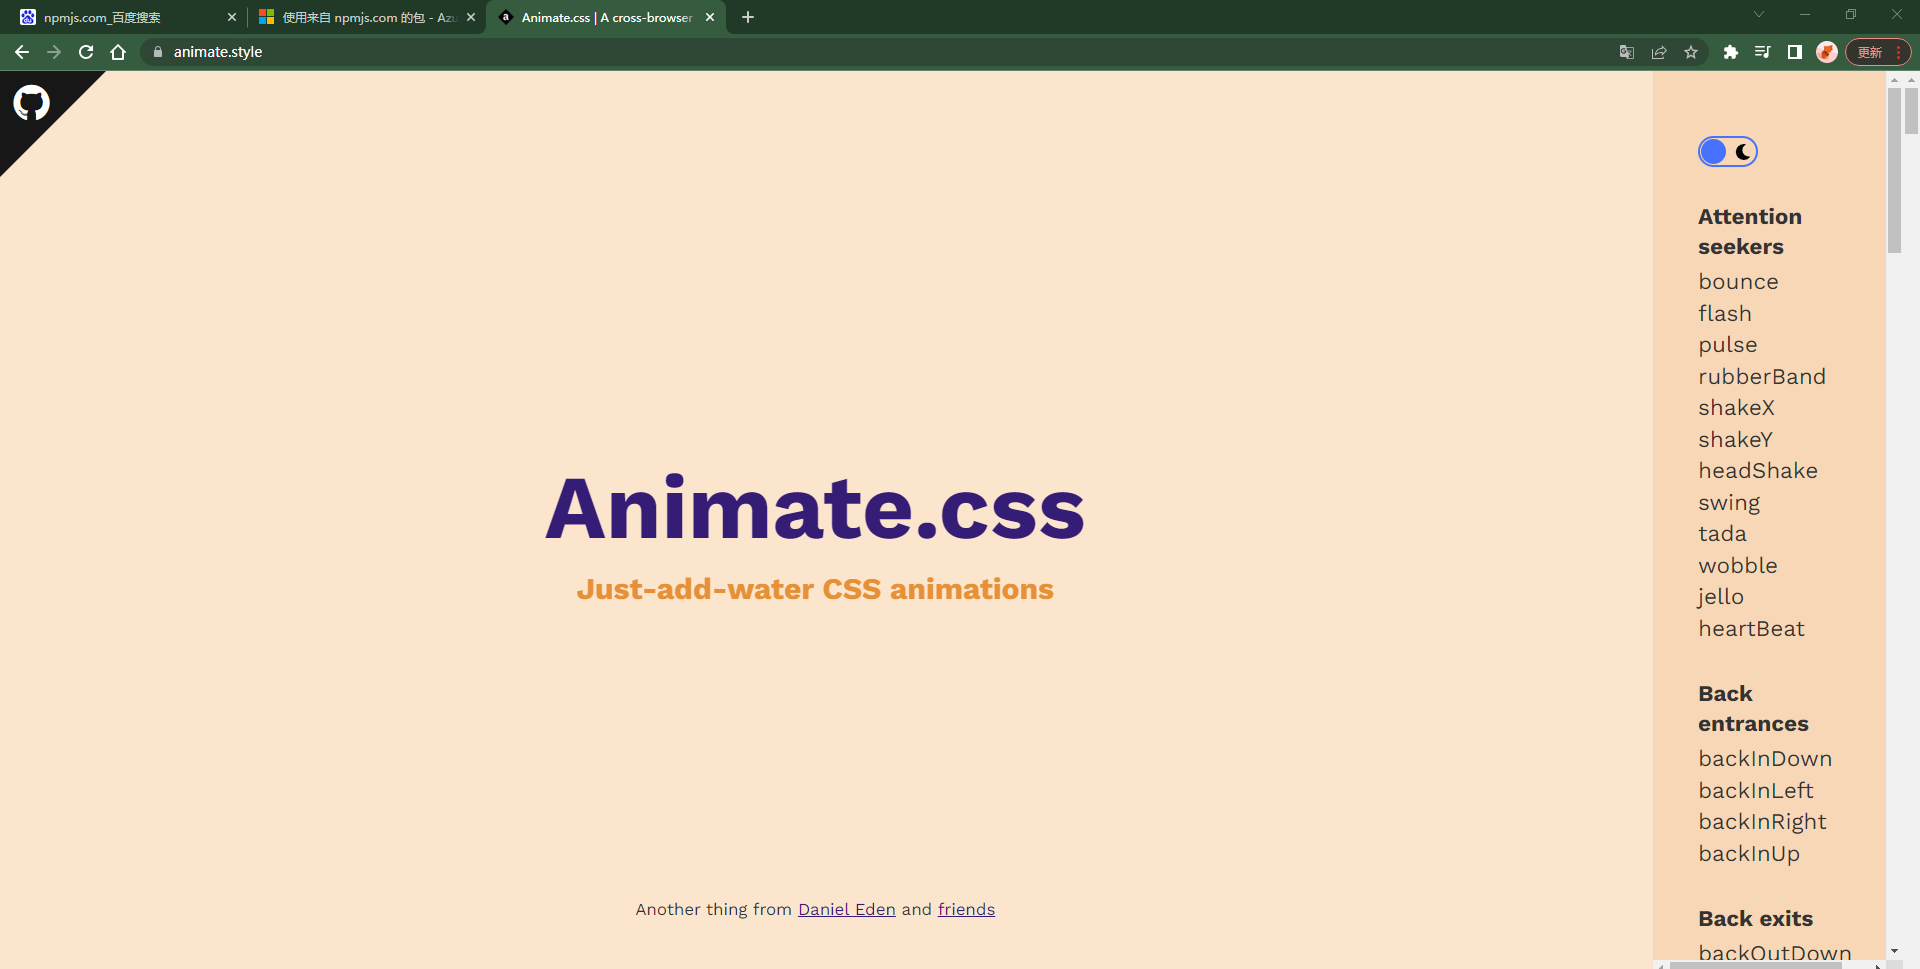 npmjs.com_百度搜索
使用来自 npmjs.com 的包 - Azu
Animate.css | A cross-browser
animate.style
更新
Animate.css
Just-add-water CSS animations
Another thing from Daniel Eden and friends
Attention
seekers
bounce
flash
pulse
rubberBand
shakeX
shakeY
headShake
swing
tada
wobble
jello
heartBeat
Back
entrances
backInDown
backInLeft
backInRight
backInUp
Back exits
backOutDown